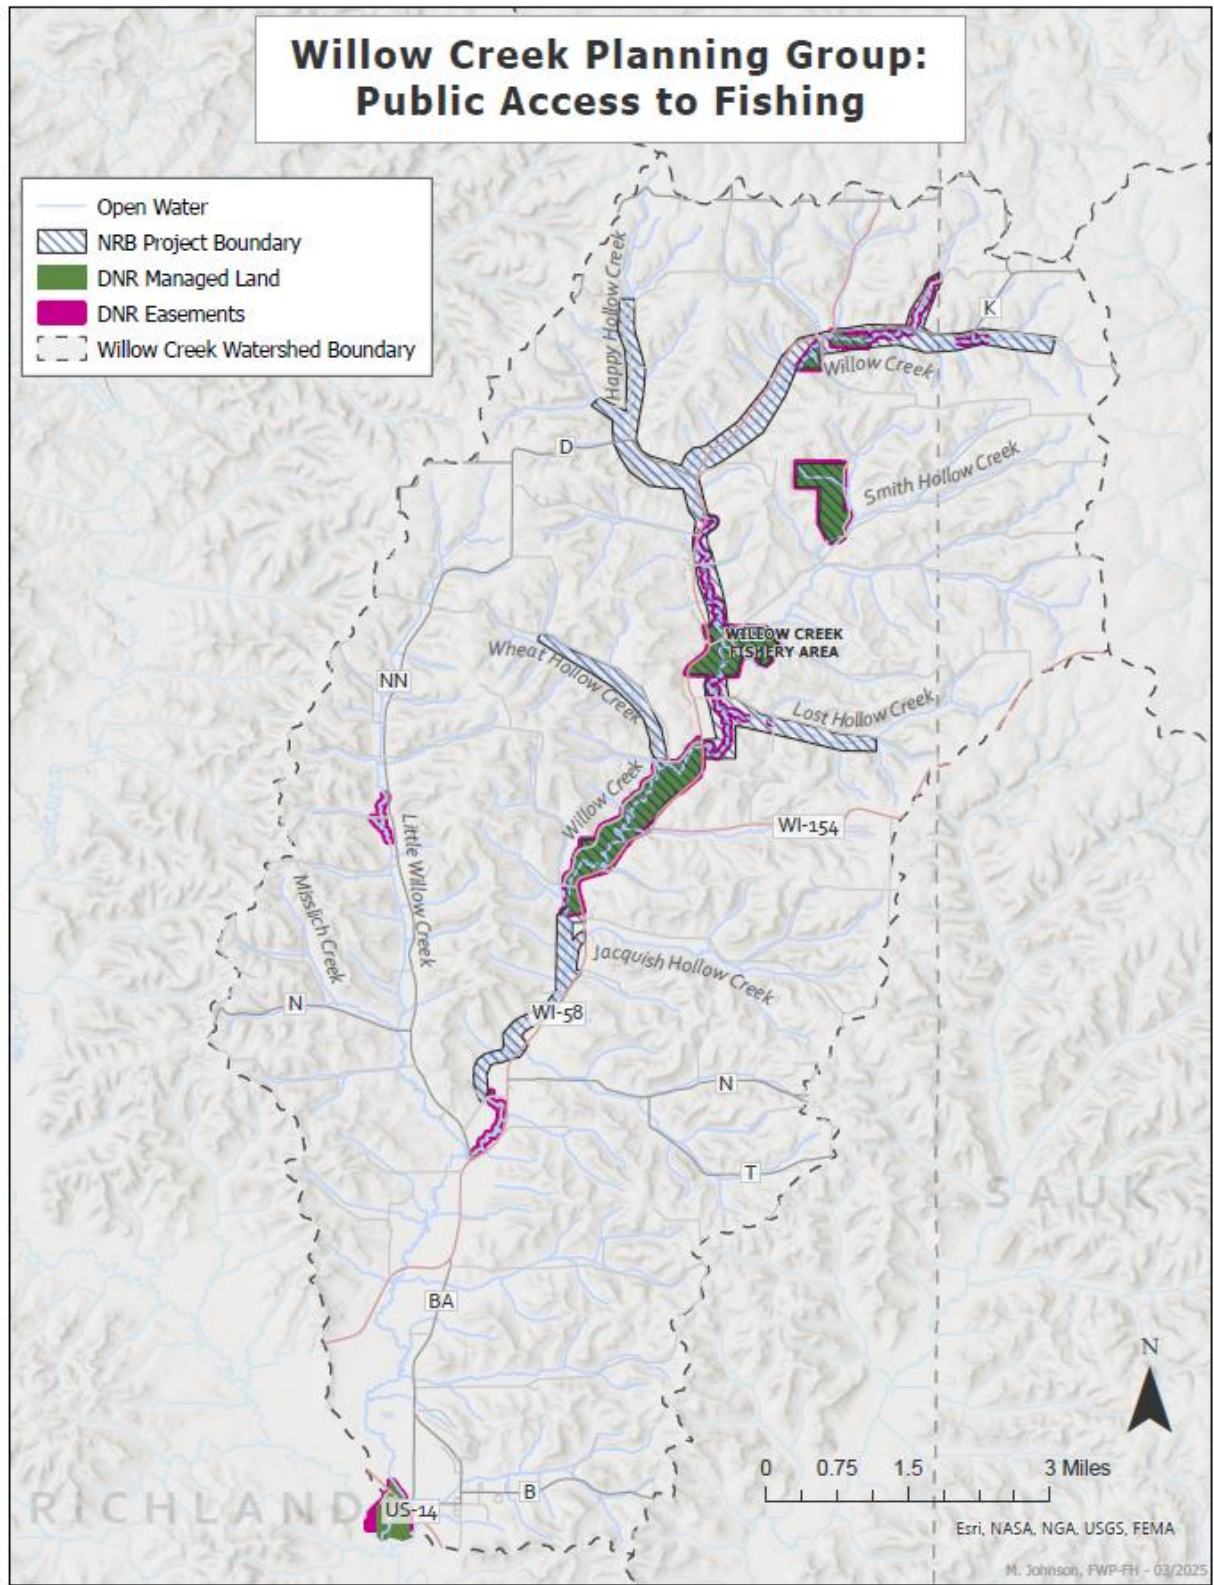 Willow Creek Planning Group:
Public Access to Fishing
Open Water
NRB Project Boundary
DNR Managed Land
DNR Easements
Willow Creek Watershed Boundary
Happy Hollow Creek
K
Willow Creek
D
Smith Hollow Creek
WILLOW CREEK
FISHERY AREA
Wheat Hollow Creek
NN
Lost Hollow Creek
Willow Creek
WI-154
Little Willow Creek
Misslich Creek
Jacquish Hollow Creek
N
WI-58
N
T
SAUK
BA
N
0 0.75 1.5 3 Miles
B
RICHLAND
US-14
Esri, NASA, NGA, USGS, FEMA
M. Johnson, FWP-FH - 03/2025